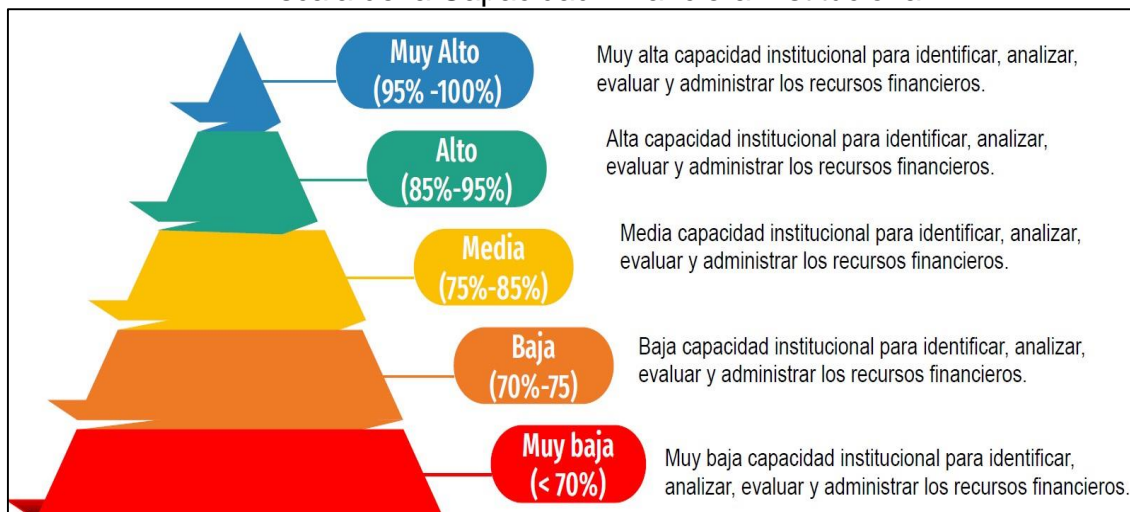 Muy Alto
(95% -100%)
Muy alta capacidad institucional para identificar, analizar,
evaluar y administrar los recursos financieros.
Alto
(85%-95%)
Alta capacidad institucional para identificar, analizar,
evaluar y administrar los recursos financieros.
Media
(75%-85%)
Media capacidad institucional para identificar, analizar,
evaluar y administrar los recursos financieros.
Baja
(70%-75)
Baja capacidad institucional para identificar, analizar,
evaluar y administrar los recursos financieros.
Muy baja
(< 70%)
Muy baja capacidad institucional para identificar,
analizar, evaluar y administrar los recursos financieros.